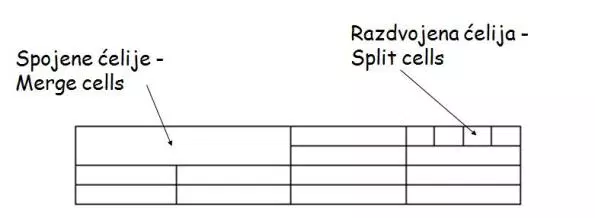 Spojene ćelije -
Merge cells
Razdvojena ćelija -
Split cells